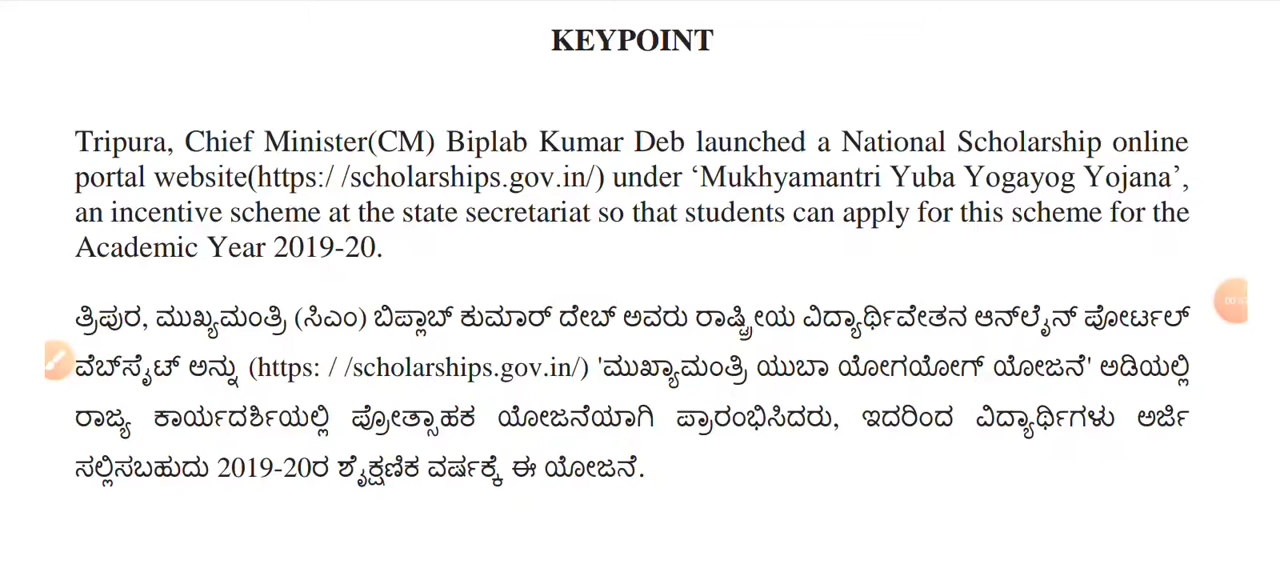 KEYPOINT
Tripura, Chief Minister(CM) Biplab Kumar Deb launched a National Scholarship online
portal website(https:/ /scholarships.gov.in/) under ‘Mukhyamantri Yuba Yogayog Yojana’,
an incentive scheme at the state secretariat so that students can apply for this scheme for the
Academic Year 2019-20.
ತ್ರಿಪುರ, ಮುಖ್ಯಮಂತ್ರಿ (ಸಿಎಂ) ಬಿಪ್ಲಾಬ್ ಕುಮಾರ್ ದೇಬ್ ಅವರು ರಾಷ್ಟ್ರೀಯ ವಿದ್ಯಾರ್ಥಿವೇತನ ಆನ್‌ಲೈನ್ ಪೋರ್ಟಲ್
ವೆಬ್‌ಸೈಟ್ ಅನ್ನು (https: / /scholarships.gov.in/) 'ಮುಖ್ಯಾಮಂತ್ರಿ ಯುಬಾ ಯೋಗಯೋಗ್ ಯೋಜನೆ' ಅಡಿಯಲ್ಲಿ
ರಾಜ್ಯ ಕಾರ್ಯದರ್ಶಿಯಲ್ಲಿ ಪ್ರೋತ್ಸಾಹಕ ಯೋಜನೆಯಾಗಿ ಪ್ರಾರಂಭಿಸಿದರು, ಇದರಿಂದ ವಿದ್ಯಾರ್ಥಿಗಳು ಅರ್ಜಿ
ಸಲ್ಲಿಸಬಹುದು 2019-20ರ ಶೈಕ್ಷಣಿಕ ವರ್ಷಕ್ಕೆ ಈ ಯೋಜನೆ.